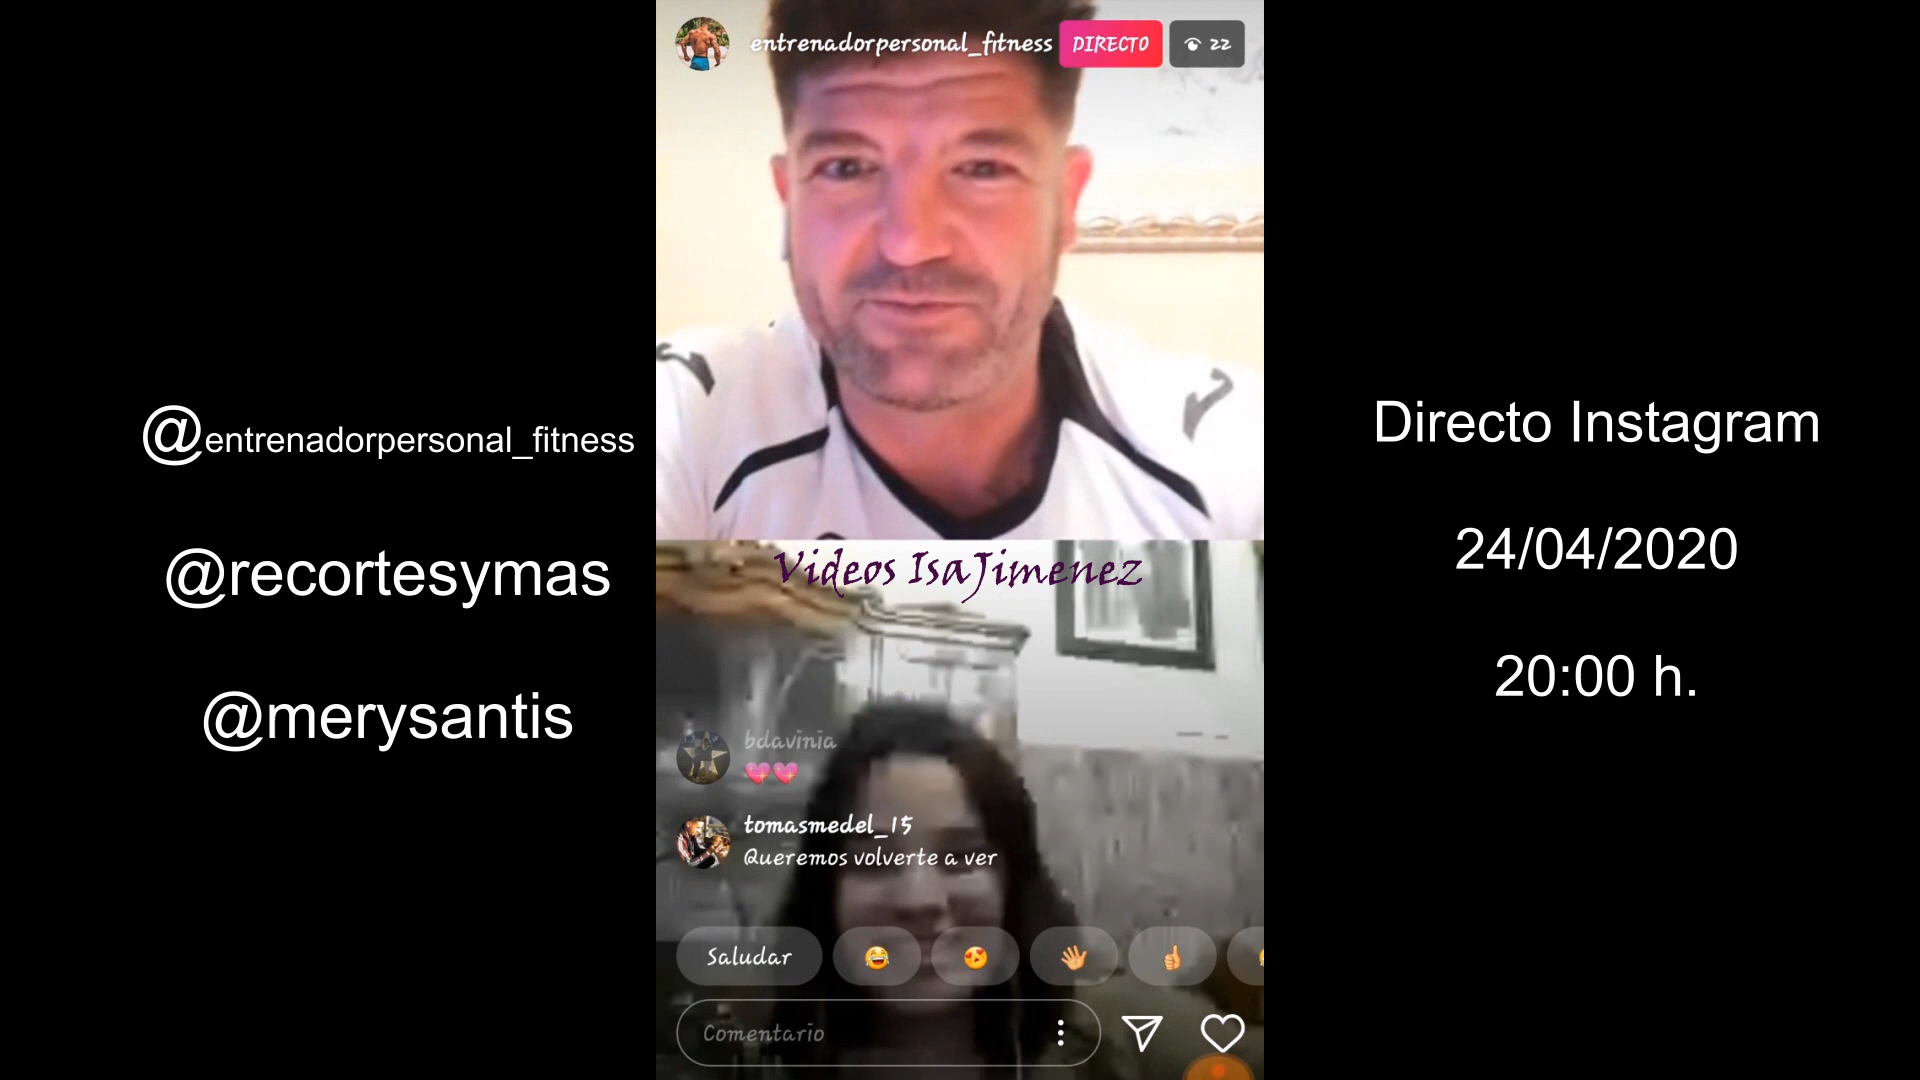 entrenadorpersonal_fitness DIRECTO 22
@entrenadorpersonal_fitness
@recortesymas
@merysantis
Videos IsaJimenez
bdavinia
💖💖
tomasmedel_15
Queremos volverte a ver
Saludar 😂 😍 👋 👍
Comentario
Directo Instagram
24/04/2020
20:00 h.